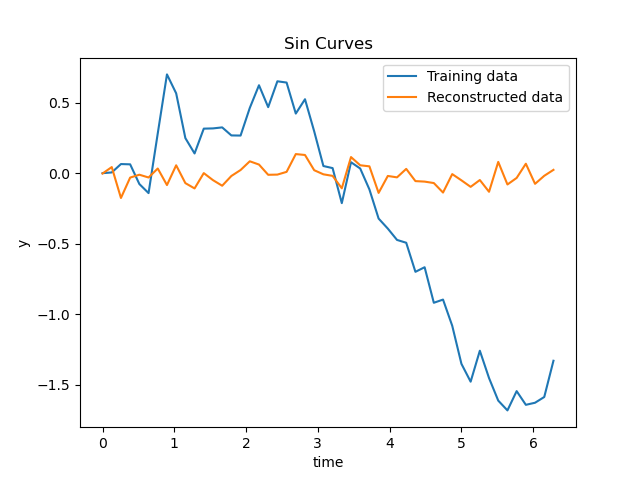 Sin Curves
Training data
Reconstructed data
0.5
0.0
−0.5
−1.0
−1.5
y
0 1 2 3 4 5 6
time